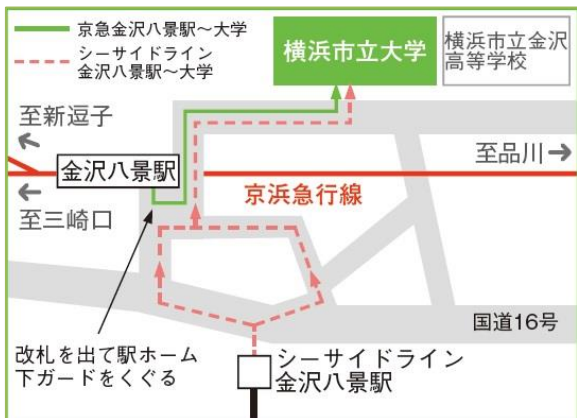 京急金沢八景駅~大学
シーサイドライン
金沢八景駅~大学
横浜市立大学
横浜市立金沢
高等学校
至新逗子
金沢八景駅
至品川
京浜急行線
至三崎口
国道16号
改札を出て駅ホーム
下ガードをくぐる
シーサイドライン
金沢八景駅